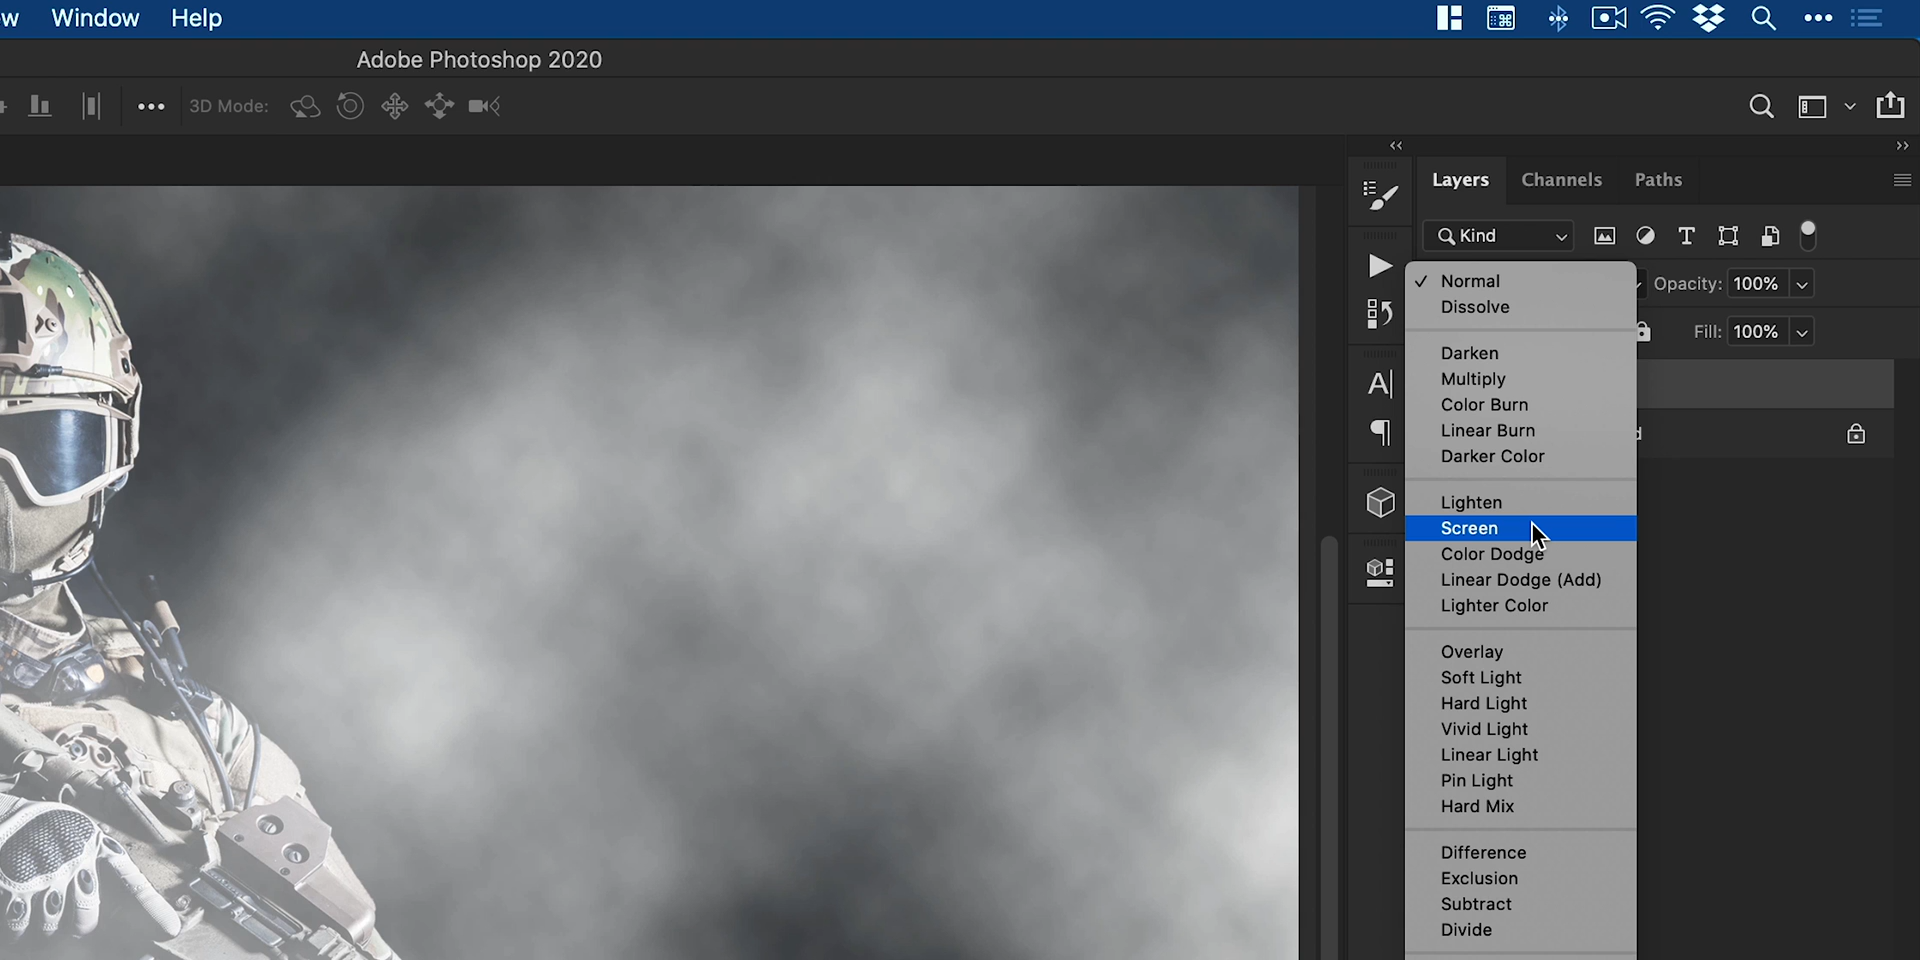 w Window Help
Adobe Photoshop 2020
3D Mode:
Layers Channels Paths
Kind
Normal
Opacity: 100%
Dissolve
Fill: 100%
Darken
Multiply
Color Burn
Linear Burn
d
Darker Color
Lighten
Screen
Color Dodge
Linear Dodge (Add)
Lighter Color
Overlay
Soft Light
Hard Light
Vivid Light
Linear Light
Pin Light
Hard Mix
Difference
Exclusion
Subtract
Divide